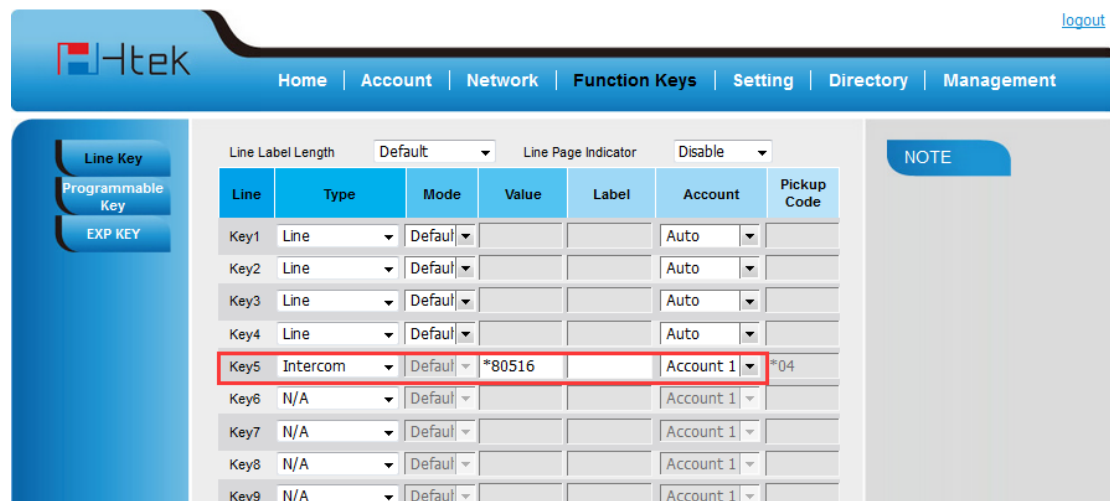 logout
Htek
Home | Account | Network | Function Keys | Setting | Directory | Management
Line Key
Programmable
Key
EXP KEY
Line Label Length Default Line Page Indicator Disable
NOTE
Line Type Mode Value Label Account Pickup Code
Key1 Line Defaul Auto
Key2 Line Defaul Auto
Key3 Line Defaul Auto
Key4 Line Defaul Auto
Key5 Intercom Defaul *80516 Account 1 *04
Key6 N/A Defaul Account 1
Key7 N/A Defaul Account 1
Key8 N/A Defaul Account 1
Key9 N/A Defaul Account 1